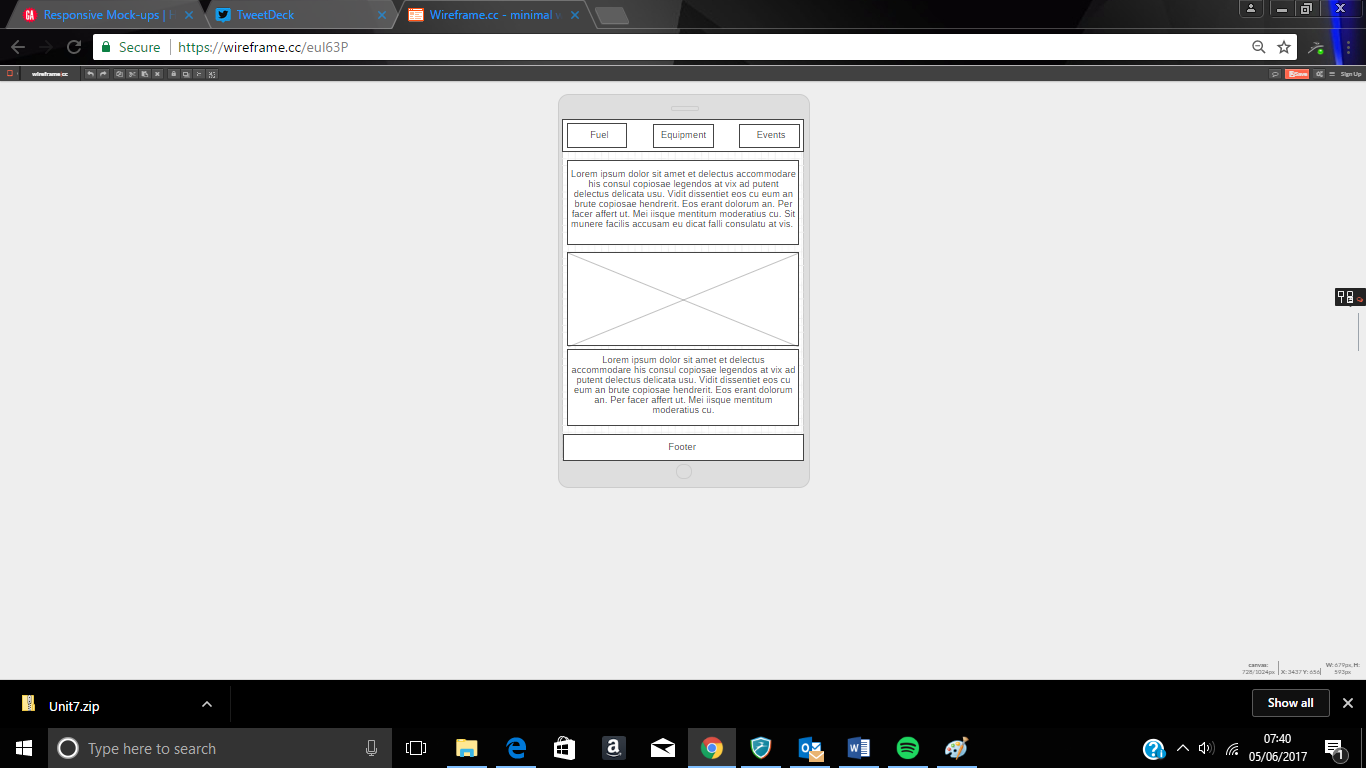 Responsive Mock-ups | H
TweetDeck
Wireframe.cc - minimal w
Secure
https://wireframe.cc/eul63P
wireframe.cc
Save
Sign Up
Fuel
Equipment
Events
Lorem ipsum dolor sit amet et delectus accommodare
his consul copiosae legendos at vix ad putent
delectus delicata usu. Vidit dissentiet eos cu eum an
brute copiosae hendrerit. Eos erant dolorum an. Per
facer affert ut. Mei iisque mentitum moderatius cu. Sit
munere facilis accusam eu dicat falli consulatu at vis.
Lorem ipsum dolor sit amet et delectus
accommodare his consul copiosae legendos at vix ad
putent delectus delicata usu. Vidit dissentiet eos cu
eum an brute copiosae hendrerit. Eos erant dolorum
an. Per facer affert ut. Mei iisque mentitum
moderatius cu.
Footer
canvas:
728/1024px
X: 3437 Y: 656
W: 679px, H:
593px
Unit7.zip
Show all
Type here to search
07:40
05/06/2017
1